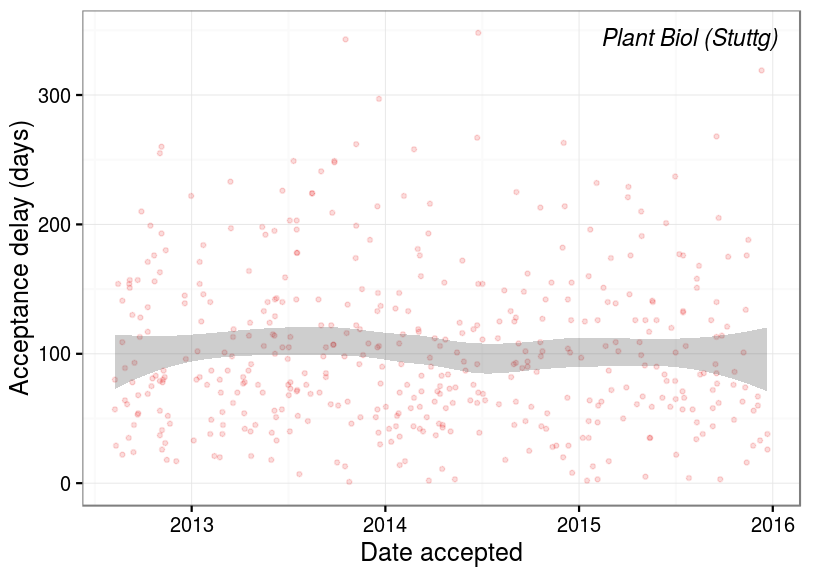 Plant Biol (Stuttg)
Acceptance delay (days)
300
200
100
0
2013 2014 2015 2016
Date accepted